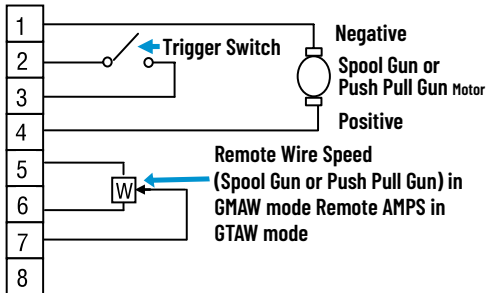 1
2
3
4
5
6
7
8
Trigger Switch
Negative
Spool Gun or
Push Pull Gun Motor
Positive
Remote Wire Speed
(Spool Gun or Push Pull Gun) in
GMAW mode Remote AMPS in
GTAW mode
W